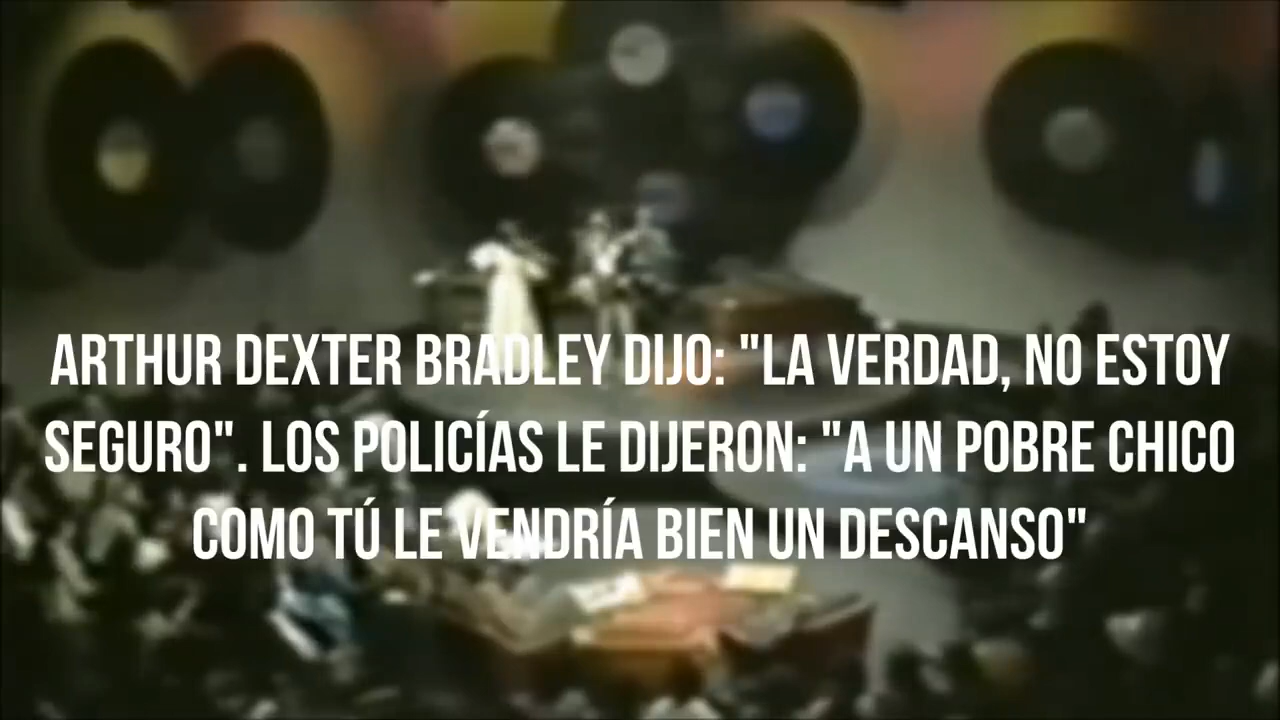 ARTHUR DEXTER BRADLEY DIJO: "LA VERDAD, NO ESTOY
SEGURO". LOS POLICÍAS LE DIJERON: "A UN POBRE CHICO
COMO TÚ LE VENDRÍA BIEN UN DESCANSO"